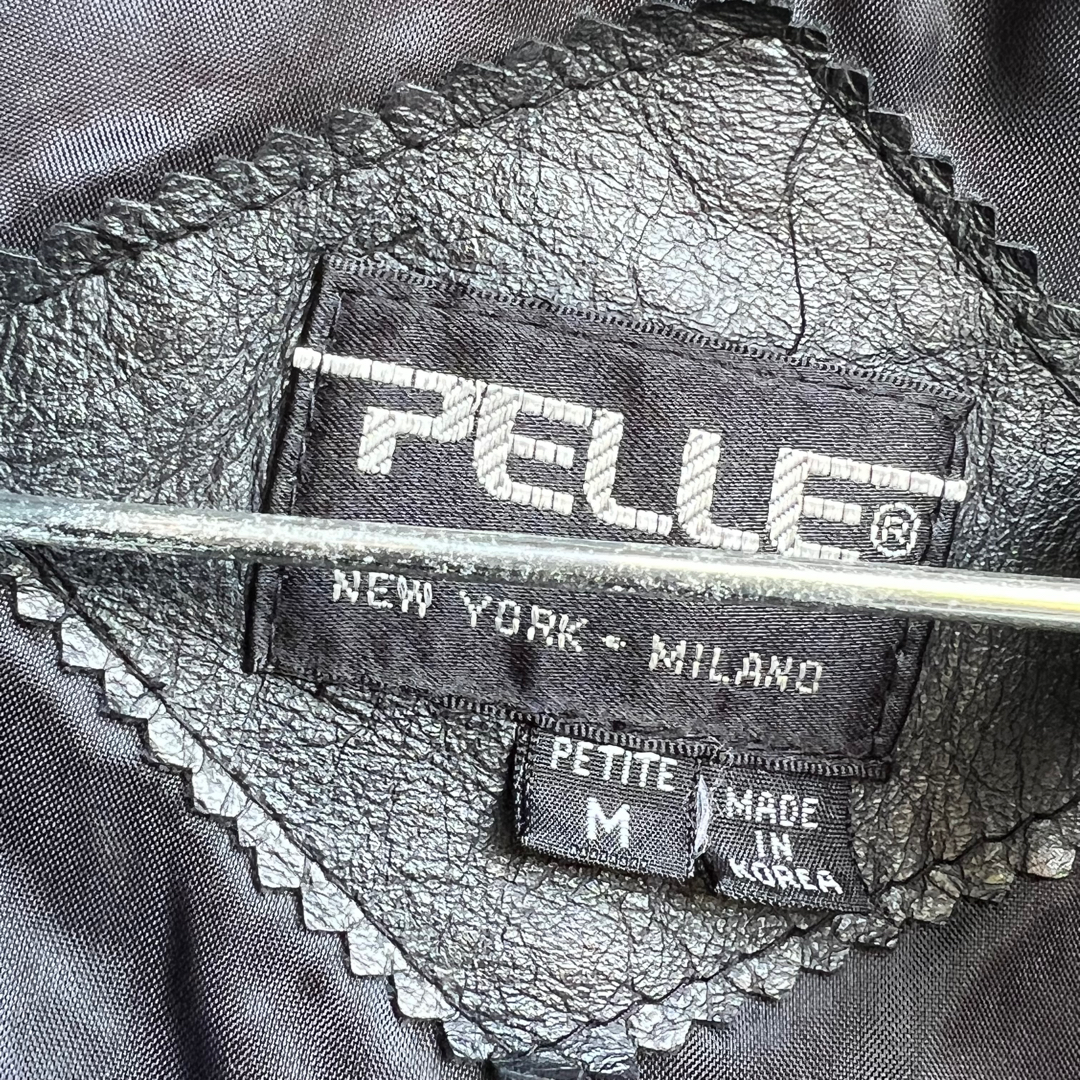 PELLE®
NEW YORK - MILANO
PETITE
M
MADE
IN
KOREA